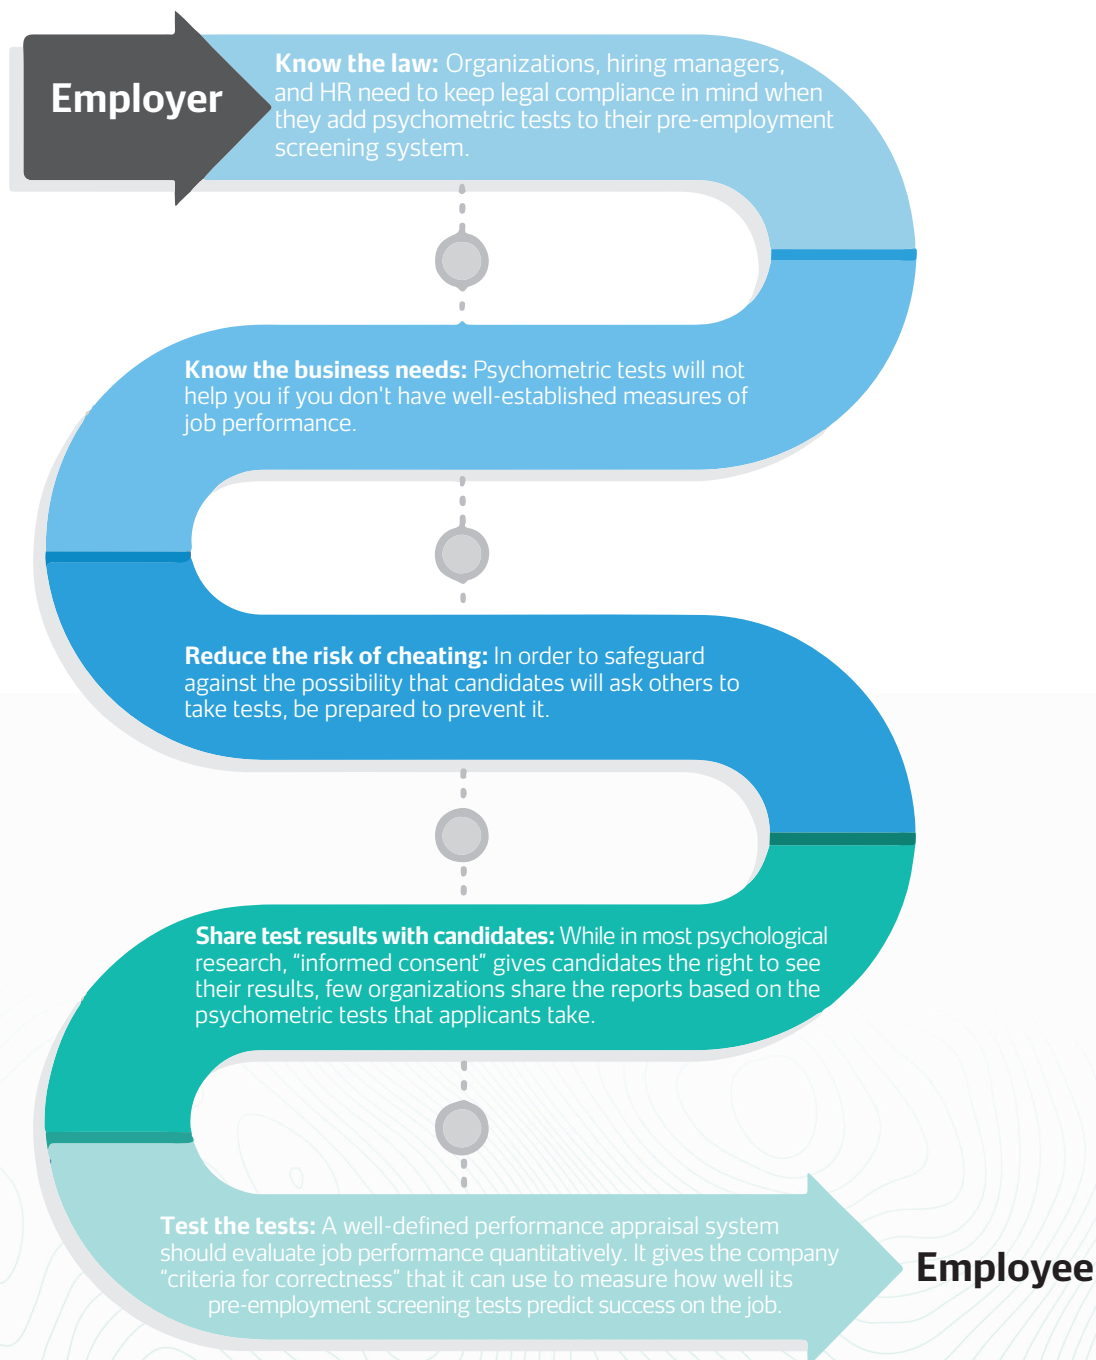 Employer
Know the law: Organizations, hiring managers,
and HR need to keep legal compliance in mind when
they add psychometric tests to their pre-employment
screening system.
Know the business needs: Psychometric tests will not
help you if you don't have well-established measures of
job performance.
Reduce the risk of cheating: In order to safeguard
against the possibility that candidates will ask others to
take tests, be prepared to prevent it.
Share test results with candidates: While in most psychological
research, “informed consent” gives candidates the right to see
their results, few organizations share the reports based on the
psychometric tests that applicants take.
Test the tests: A well-defined performance appraisal system
should evaluate job performance quantitatively. It gives the company
“criteria for correctness” that it can use to measure how well its
pre-employment screening tests predict success on the job.
Employee